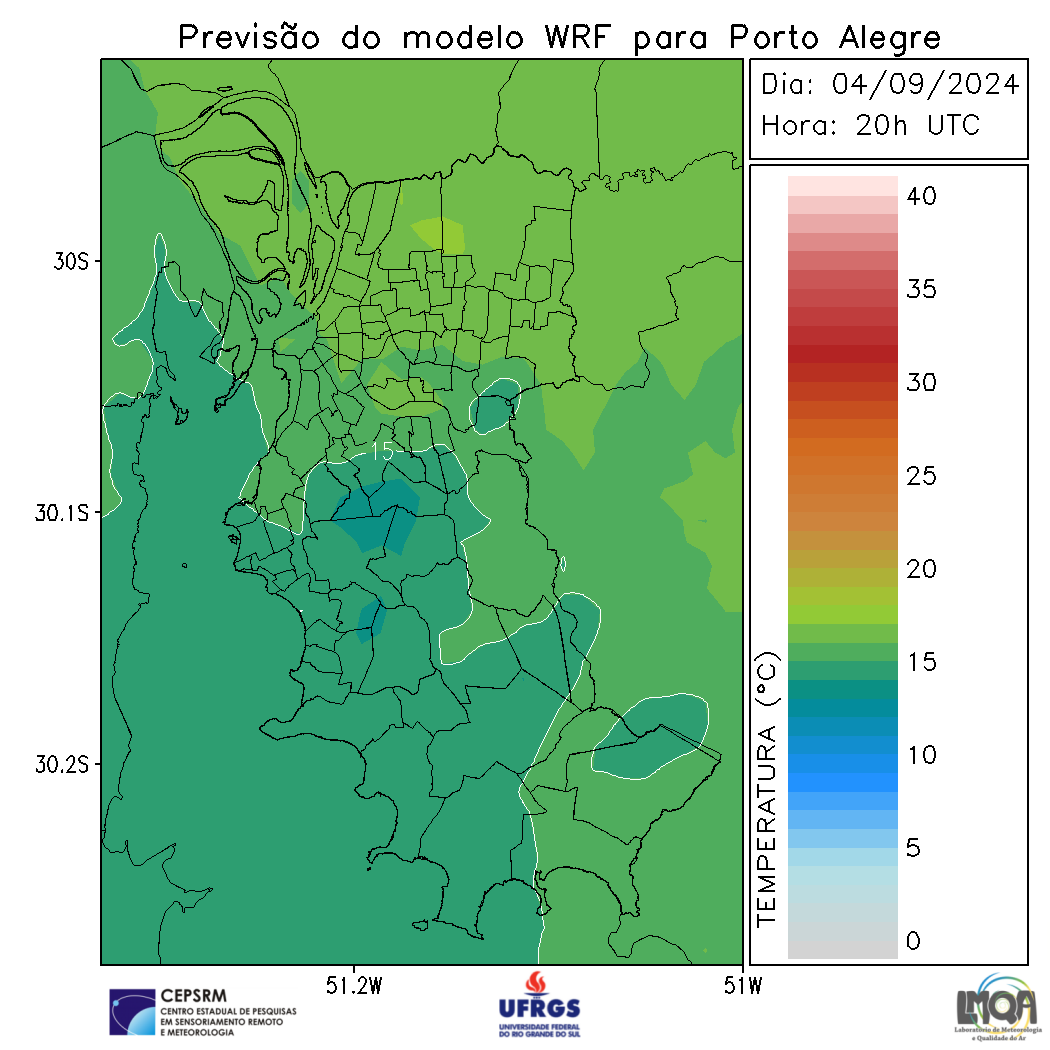 Previsão do modelo WRF para Porto Alegre
Dia: 04/09/2024
Hora: 20h UTC
40
35
30
25
20
15
10
5
0
TEMPERATURA (°C)
30S
30.1S
30.2S
15
51.2W
51W
CEPSRM
CENTRO ESTADUAL DE PESQUISAS
EM SENSORIAMENTO REMOTO
E METEOROLOGIA
UFRGS
UNIVERSIDADE FEDERAL
DO RIO GRANDE DO SUL
LMQA
Laboratório de Meteorologia
e Qualidade do Ar